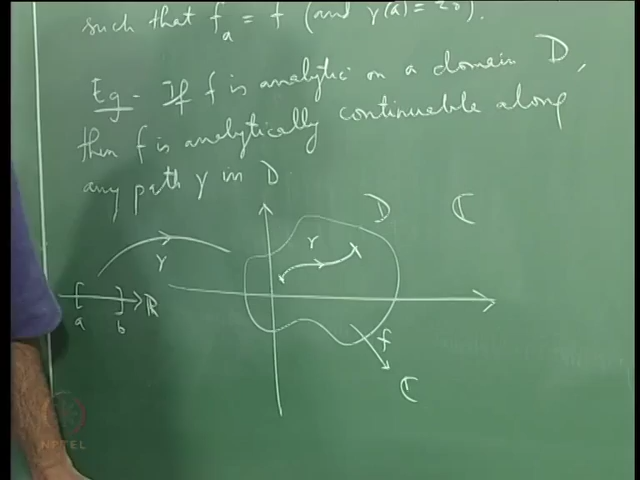 such that f_a = f (and γ(a) = z_0).
Eg - If f is analytic on a domain D,
then f is analytically continuable along
any path γ in D.
D ℂ
γ
γ
[ ] ℝ
a b
f
ℂ
NPTEL